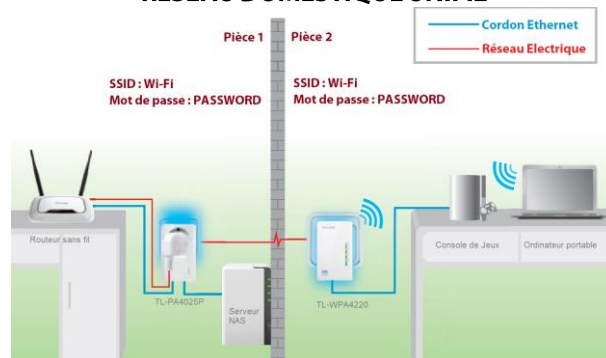 RÉSEAU DOMESTIQUE UNIFIÉ
Cordon Ethernet
Réseau Electrique
Pièce 1
Pièce 2
SSID : Wi-Fi
Mot de passe : PASSWORD
SSID : Wi-Fi
Mot de passe : PASSWORD
Routeur sans fil
TL-PA4025P
Serveur
NAS
TL-WPA4220
Console de Jeux
Ordinateur portable